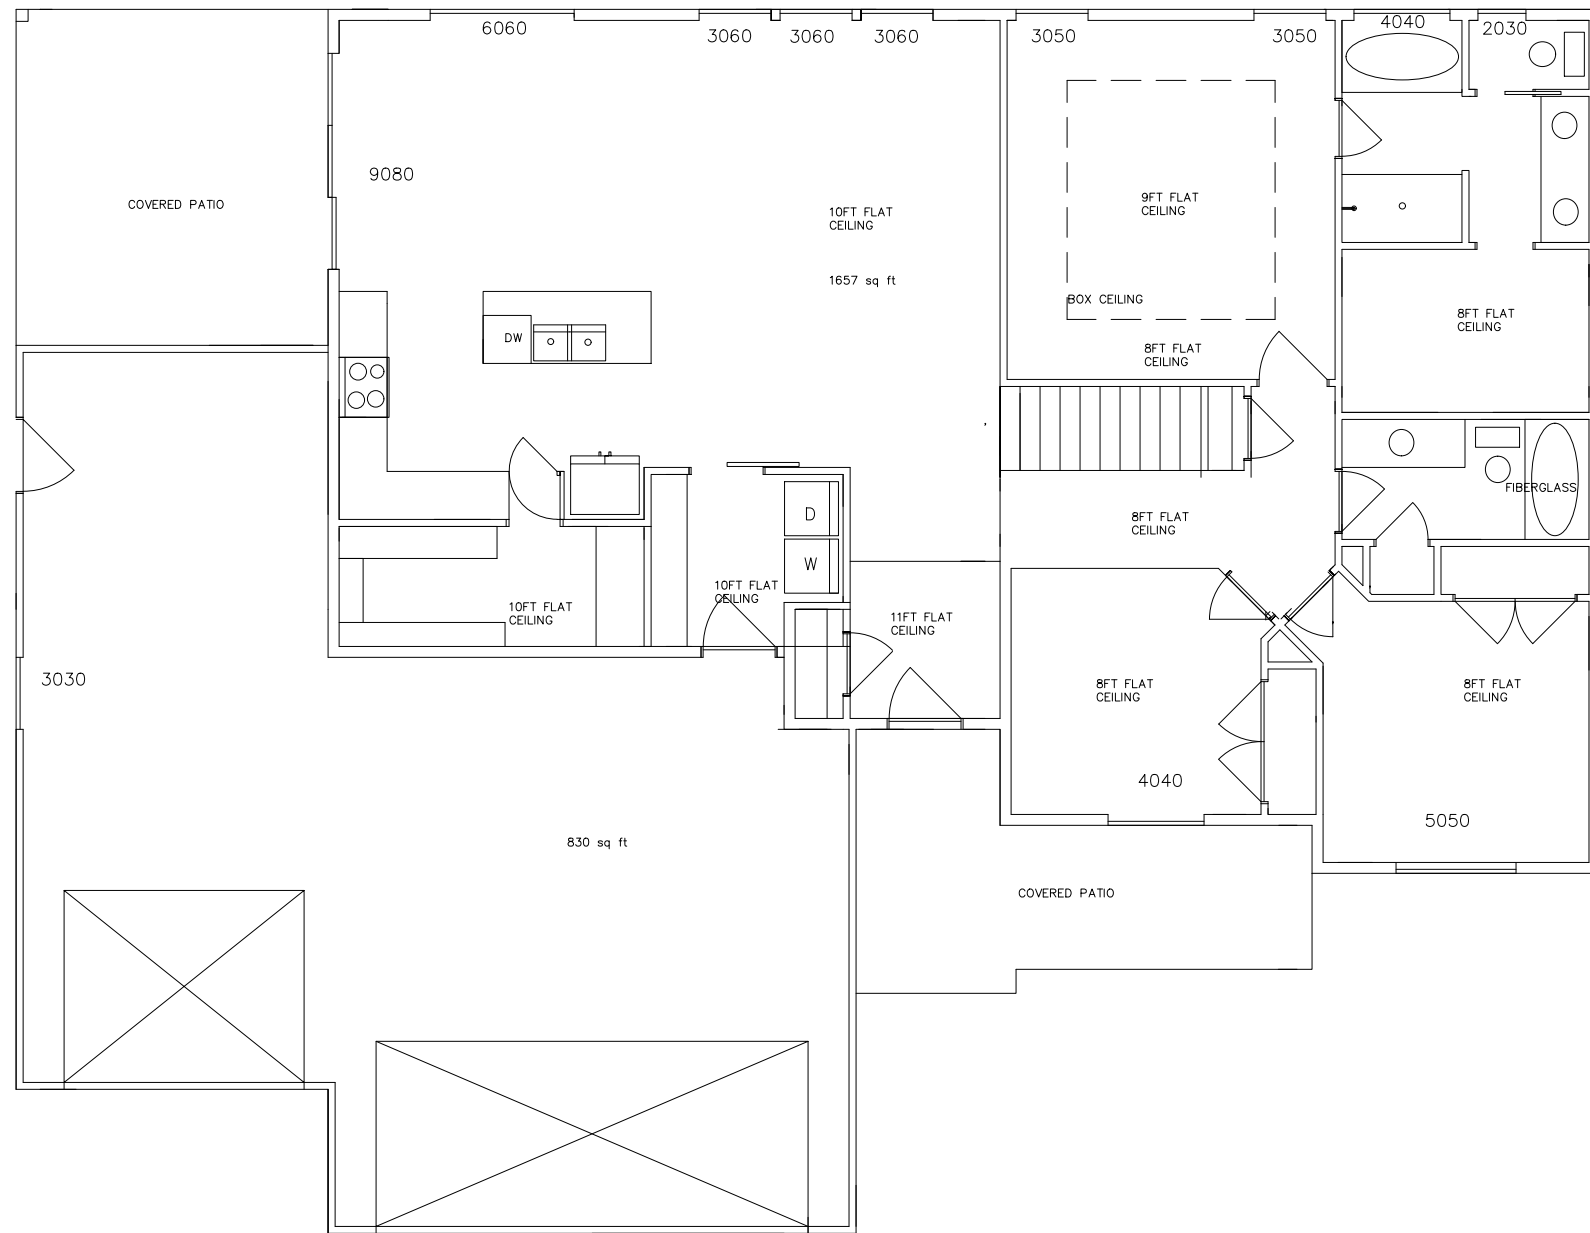 6060
3060
3060
3060
3050
3050
4040
2030
9080
COVERED PATIO
10FT FLAT
CEILING
1657 sq ft
9FT FLAT
CEILING
BOX CEILING
8FT FLAT
CEILING
8FT FLAT
CEILING
DW
D
W
FIBERGLASS
8FT FLAT
CEILING
10FT FLAT
CEILING
10FT FLAT
CEILING
11FT FLAT
CEILING
3030
8FT FLAT
CEILING
8FT FLAT
CEILING
4040
5050
830 sq ft
COVERED PATIO